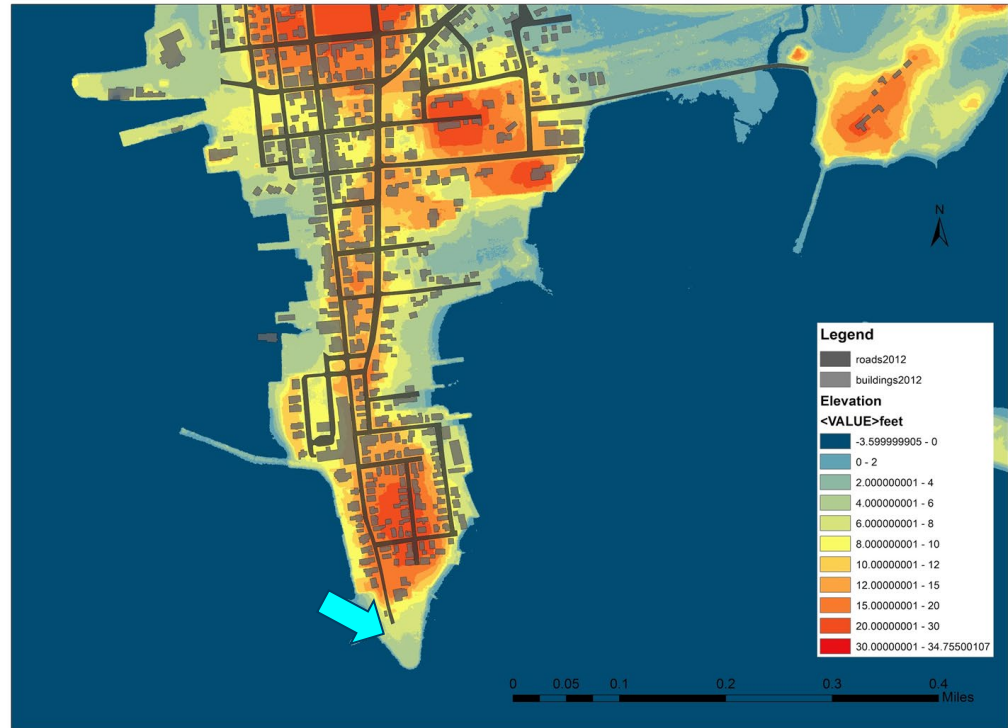 N
Legend
roads2012
buildings2012
Elevation
<VALUE>feet
-3.599999905 - 0
0 - 2
2.000000001 - 4
4.000000001 - 6
6.000000001 - 8
8.000000001 - 10
10.00000001 - 12
12.00000001 - 15
15.00000001 - 20
20.00000001 - 30
30.00000001 - 34.75500107
0 0.05 0.1 0.2 0.3 0.4
Miles